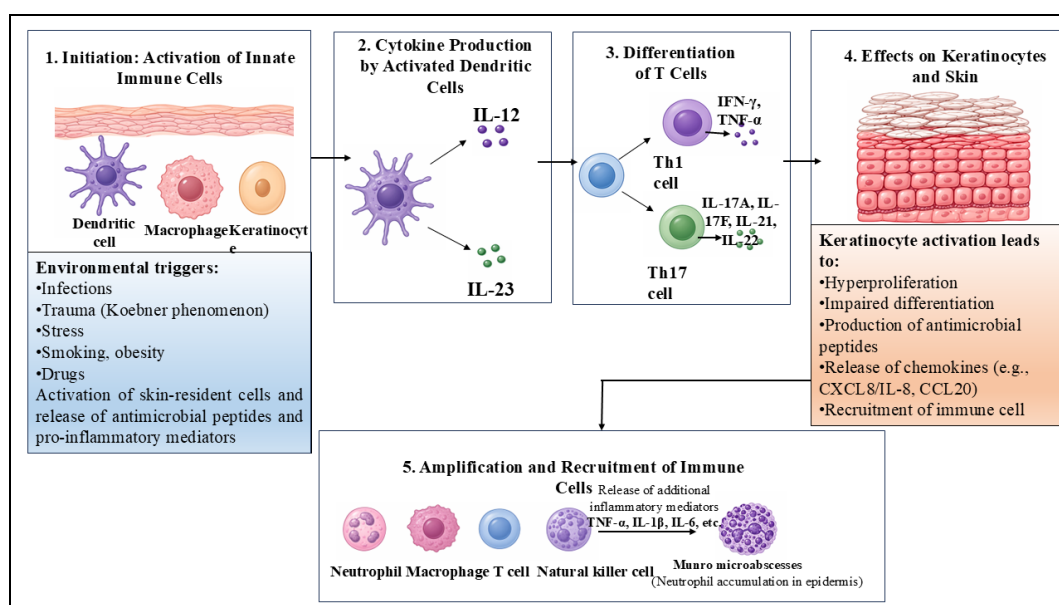 1. Initiation: Activation of Innate
Immune Cells
Dendritic
cell
Macrophage
Keratinocyt
e
Environmental triggers:
•Infections
•Trauma (Koebner phenomenon)
•Stress
•Smoking, obesity
•Drugs
Activation of skin-resident cells and
release of antimicrobial peptides and
pro-inflammatory mediators
2. Cytokine Production
by Activated Dendritic
Cells
IL-12
IL-23
3. Differentiation
of T Cells
IFN-γ,
TNF-α
Th1
cell
IL-17A, IL-
17F, IL-21,
IL-22
Th17
cell
4. Effects on Keratinocytes
and Skin
Keratinocyte activation leads
to:
•Hyperproliferation
•Impaired differentiation
•Production of antimicrobial
peptides
•Release of chemokines (e.g.,
CXCL8/IL-8, CCL20)
•Recruitment of immune cell
5. Amplification and Recruitment of Immune
Cells
Release of additional
inflammatory mediators
TNF-α, IL-1β, IL-6, etc.
Neutrophil
Macrophage
T cell
Natural killer cell
Munro microabscesses
(Neutrophil accumulation in epidermis)